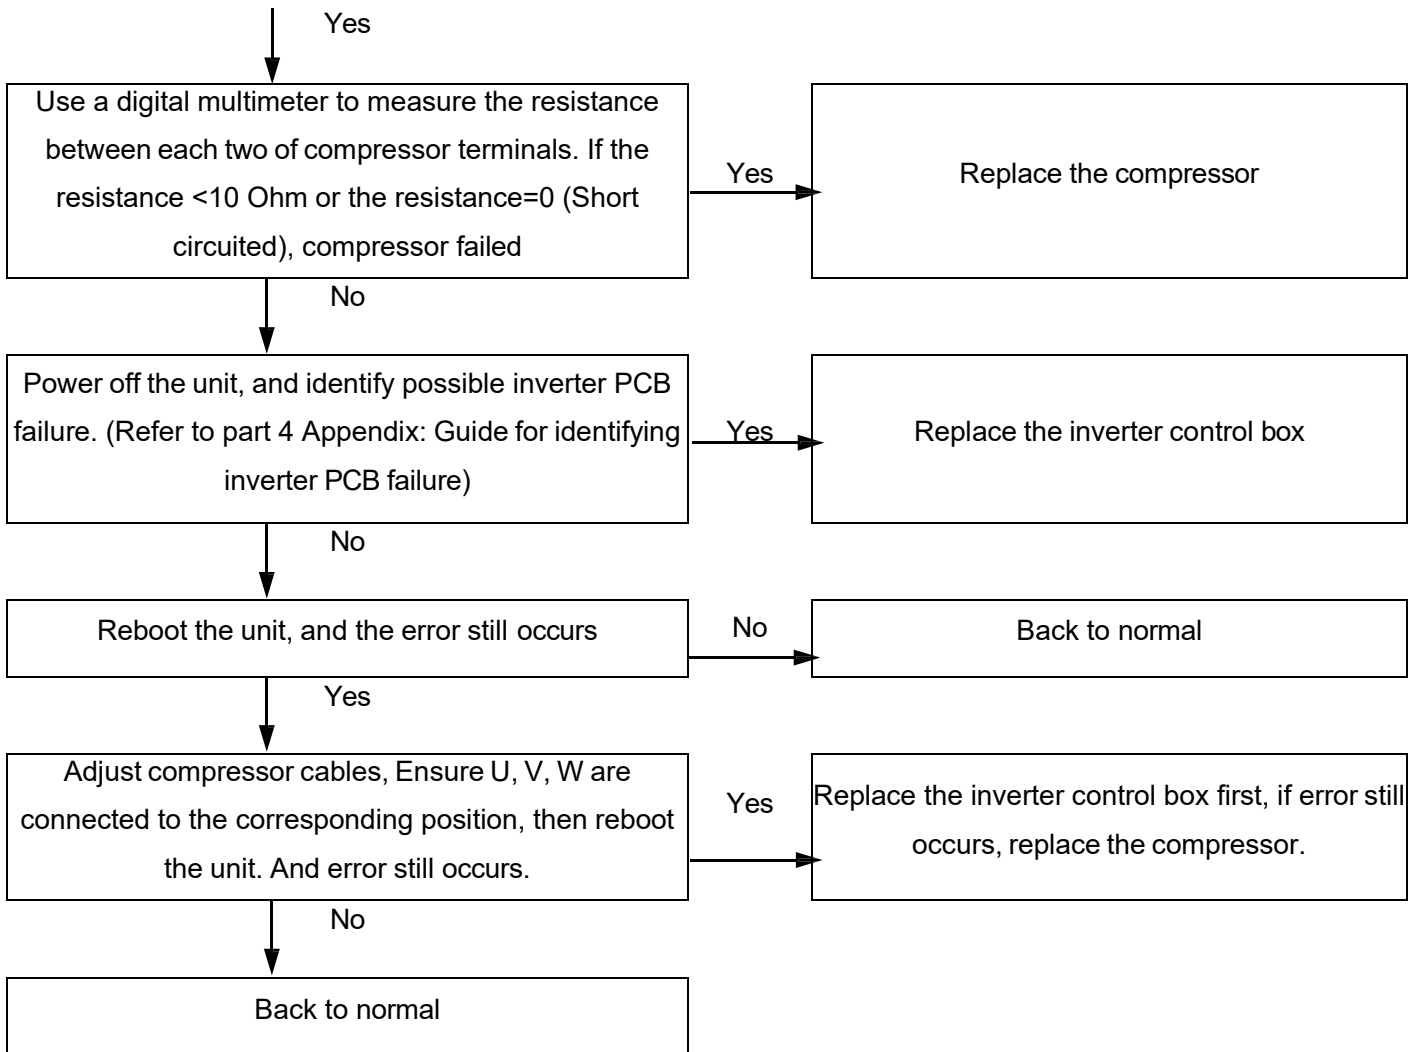 Yes
Use a digital multimeter to measure the resistance
between each two of compressor terminals. If the
resistance <10 Ohm or the resistance=0 (Short
circuited), compressor failed
Yes
Replace the compressor
No
Power off the unit, and identify possible inverter PCB
failure. (Refer to part 4 Appendix: Guide for identifying
inverter PCB failure)
Yes
Replace the inverter control box
No
Reboot the unit, and the error still occurs
No
Back to normal
Yes
Adjust compressor cables, Ensure U, V, W are
connected to the corresponding position, then reboot
the unit. And error still occurs.
Yes
Replace the inverter control box first, if error still
occurs, replace the compressor.
No
Back to normal